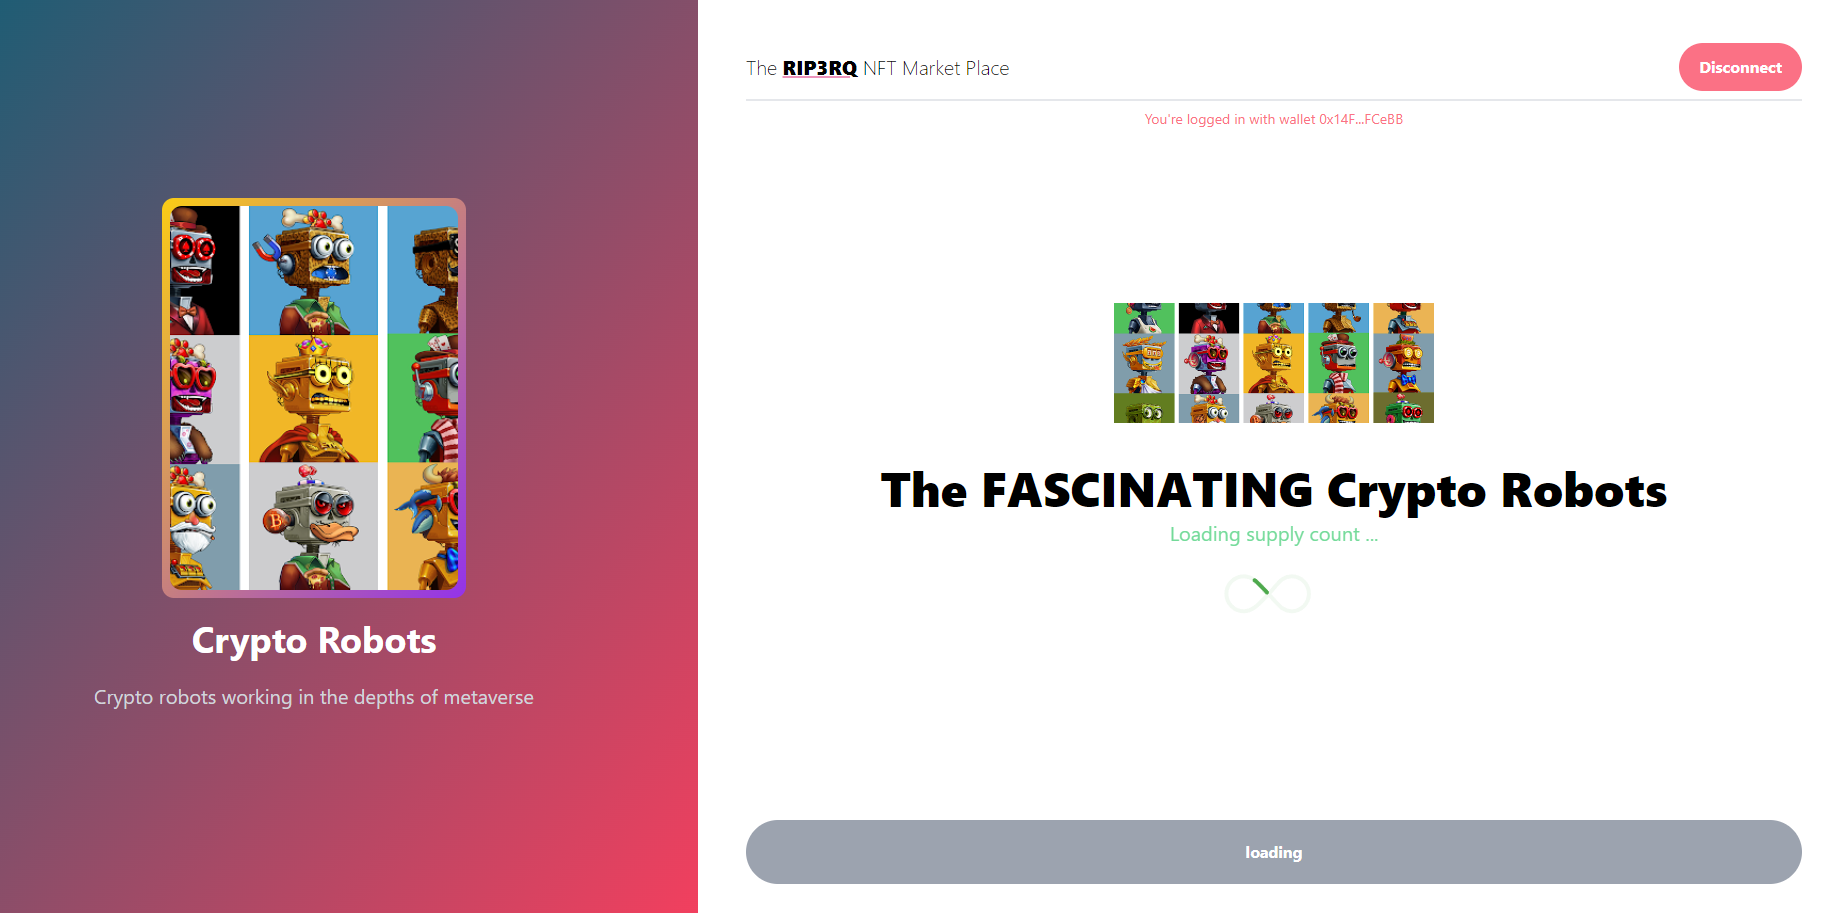 Crypto Robots
Crypto robots working in the depths of metaverse
The RIP3RQ NFT Market Place
Disconnect
You're logged in with wallet 0x14F...FCeBB
The FASCINATING Crypto Robots
Loading supply count ...
loading